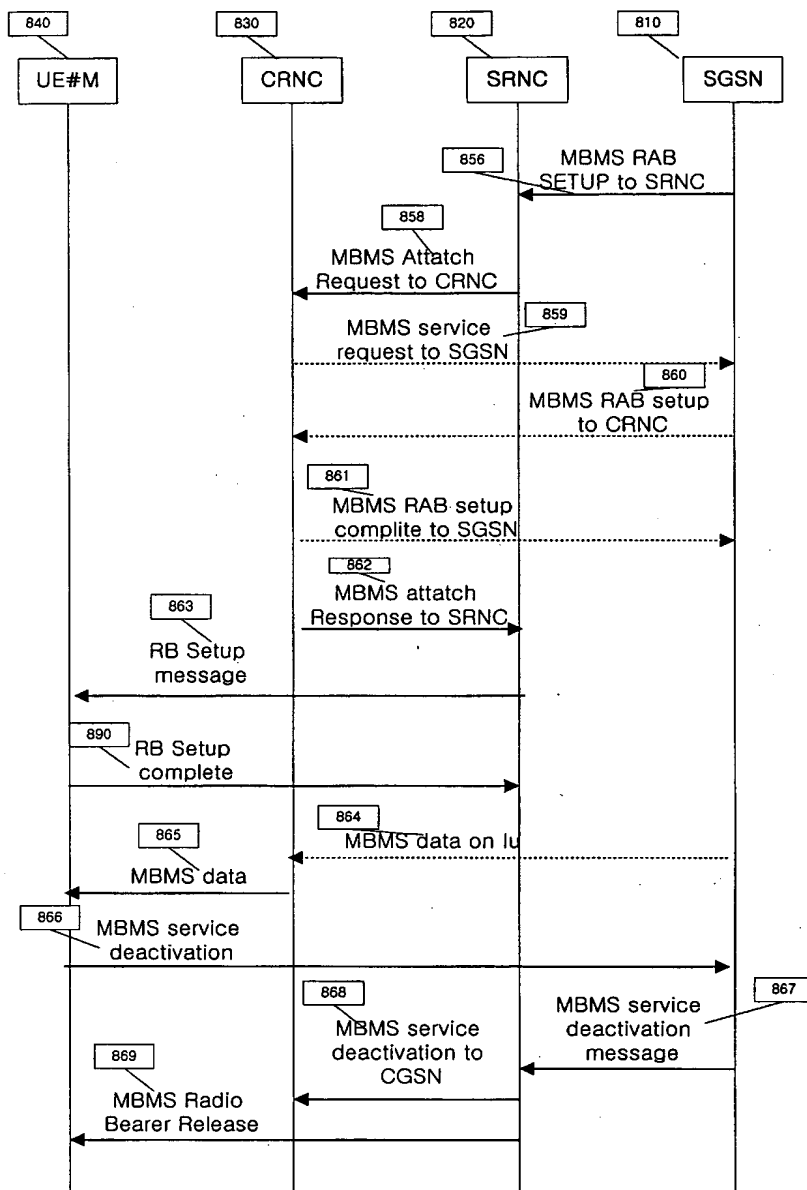 840
830
820
810
UE#M
CRNC
SRNC
SGSN
856
MBMS RAB
SETUP to SRNC
858
MBMS Attatch
Request to CRNC
859
MBMS service
request to SGSN
860
MBMS RAB setup
to CRNC
861
MBMS RAB setup
complite to SGSN
862
MBMS attatch
Response to SRNC
863
RB Setup
message
890
RB Setup
complete
864
MBMS data on Iu
865
MBMS data
866
MBMS service
deactivation
867
MBMS service
deactivation
message
868
MBMS service
deactivation to
CGSN
869
MBMS Radio
Bearer Release